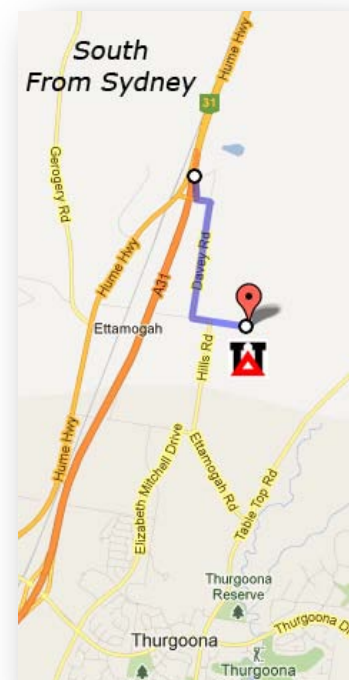 South
From Sydney
Hume Hwy
31
Gerogery Rd
Hume Hwy
A31
Davey Rd
Ettamogah
Hills Rd
Hume Hwy
Elizabeth Mitchell Drive
Ettamogah Rd
Table Top Rd
Thurgoona
Reserve
Thurgoona
Thurgoona Dr
Thurgoona